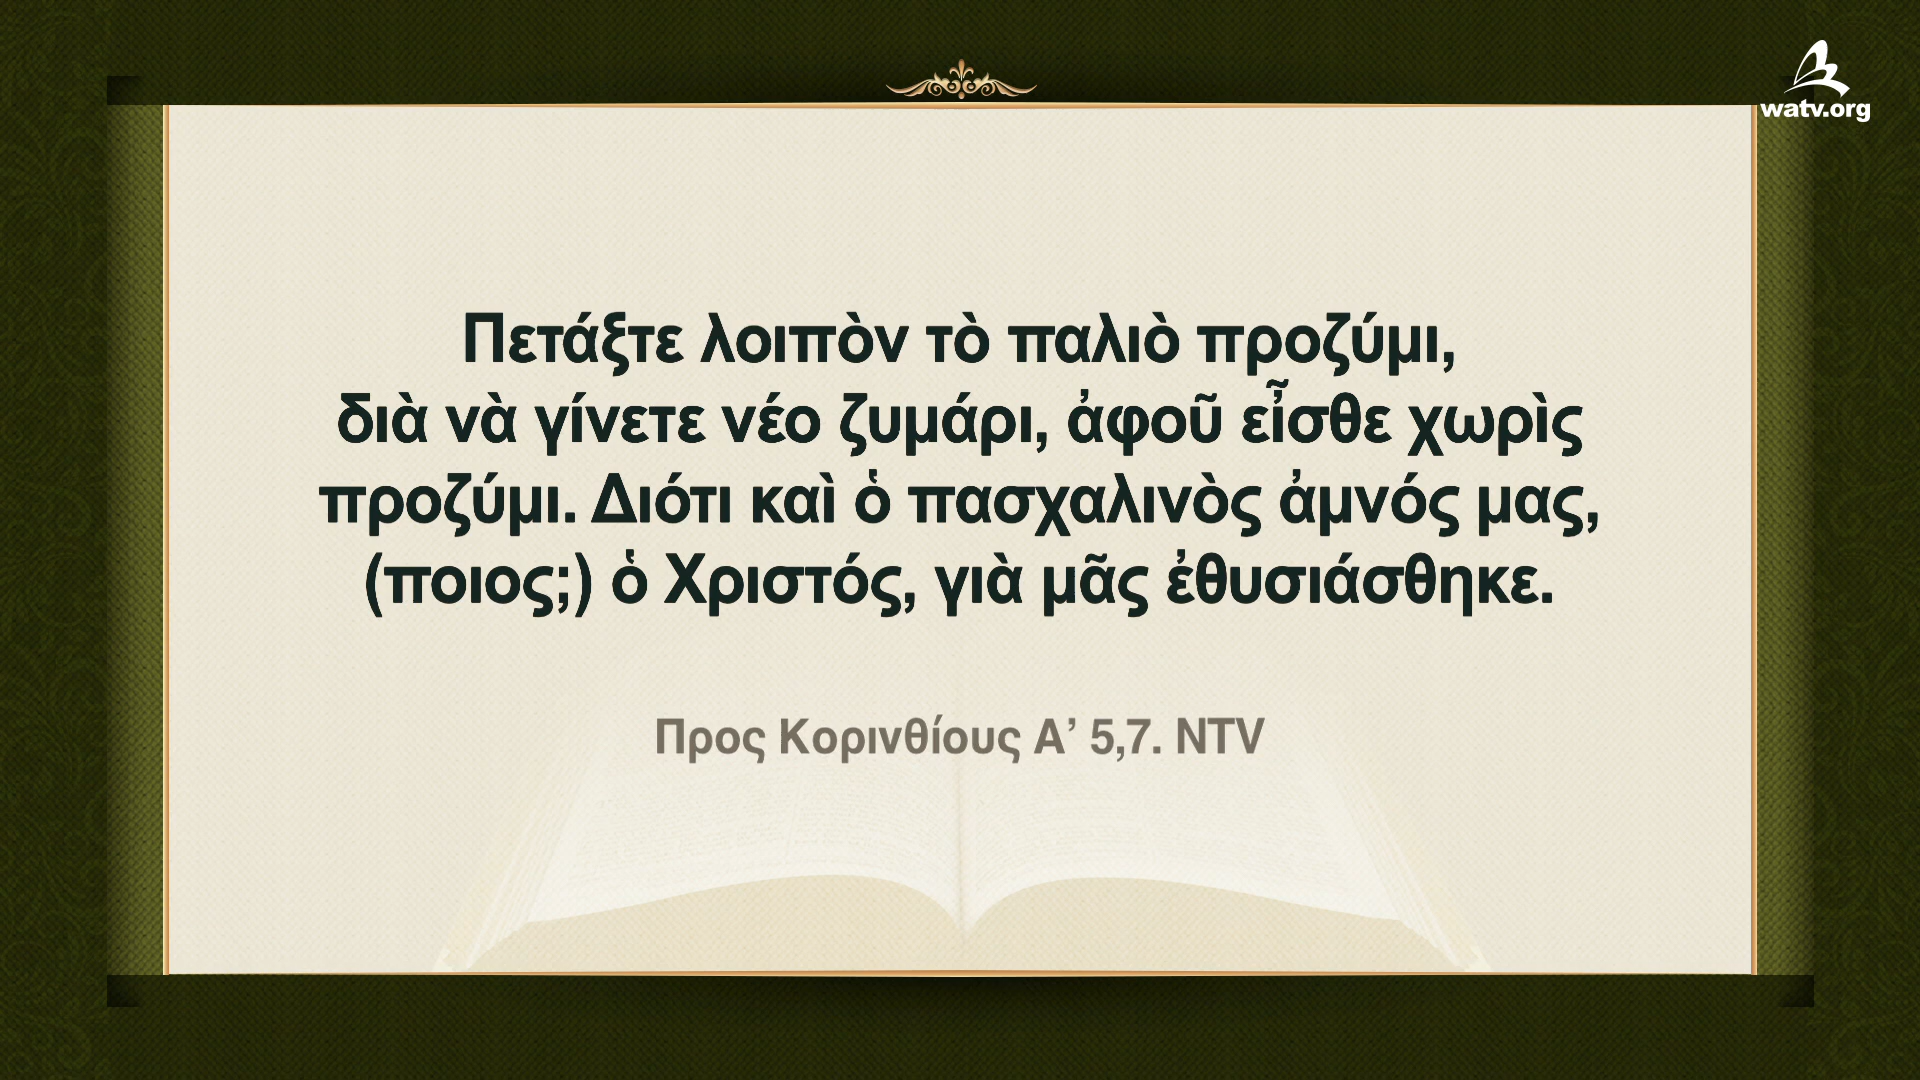 watv.org
Πετάξτε λοιπὸν τὸ παλιὸ προζύμι,
διὰ νὰ γίνετε νέο ζυμάρι, ἀφοῦ εἶσθε χωρὶς
προζύμι. Διότι καὶ ὁ πασχαλινὸς ἀμνός μας,
(ποιος;) ὁ Χριστός, γιὰ μᾶς ἐθυσιάσθηκε.
Προς Κορινθίους Α’ 5,7. NTV